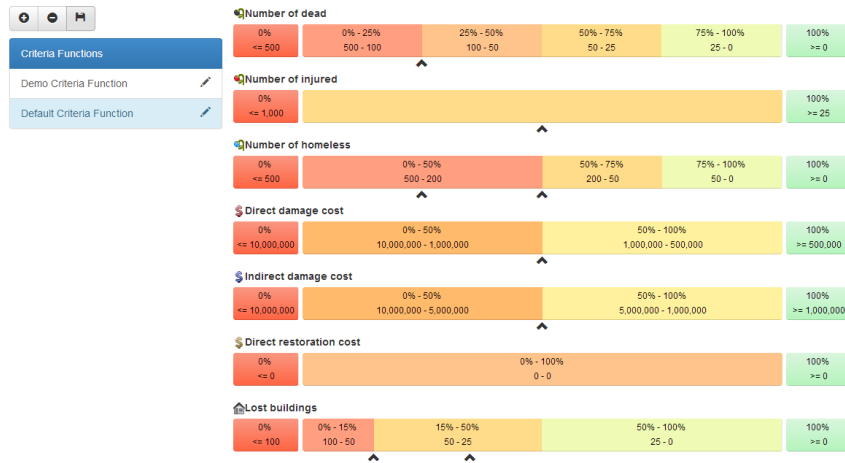 Criteria Functions
Demo Criteria Function
Default Criteria Function
Number of dead
0% 0% - 25% 25% - 50% 50% - 75% 75% - 100% 100%
<= 500 500 - 100 100 - 50 50 - 25 25 - 0 >= 0
Number of injured
0% 100%
<= 1,000 >= 25
Number of homeless
0% 0% - 50% 50% - 75% 75% - 100% 100%
<= 500 500 - 200 200 - 50 50 - 0 >= 0
Direct damage cost
0% 0% - 50% 50% - 100% 100%
<= 10,000,000 10,000,000 - 1,000,000 1,000,000 - 500,000 >= 500,000
Indirect damage cost
0% 0% - 50% 50% - 100% 100%
<= 10,000,000 10,000,000 - 5,000,000 5,000,000 - 1,000,000 >= 1,000,000
Direct restoration cost
0% 0% - 100% 100%
<= 0 0 - 0 >= 0
Lost buildings
0% 0% - 15% 15% - 50% 50% - 100% 100%
<= 100 100 - 50 50 - 25 25 - 0 >= 0